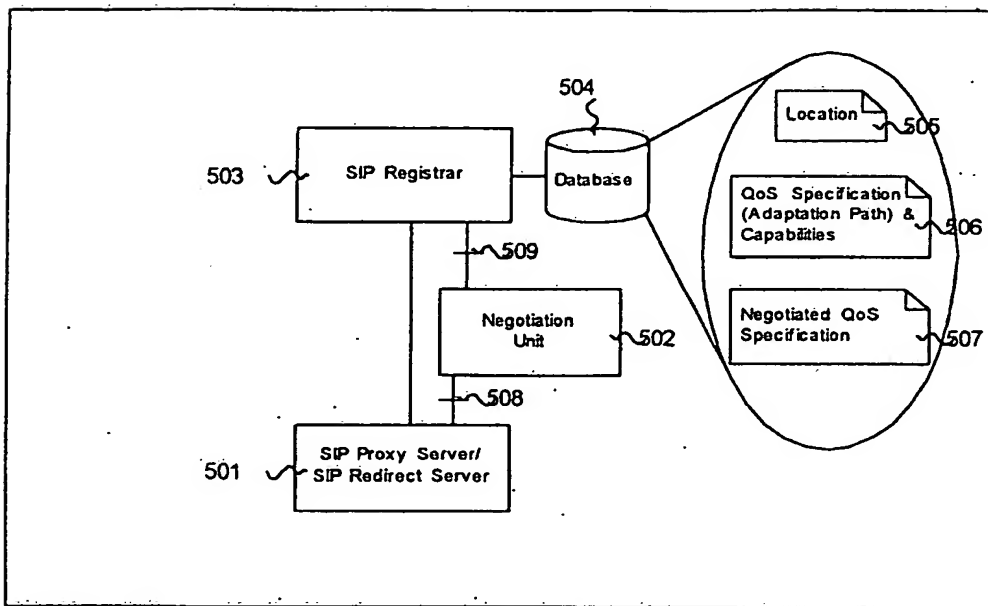 504
Location
505
503
SIP Registrar
Database
QoS Specification
(Adaptation Path) &
Capabilities
506
509
Negotiation
Unit
502
Negotiated QoS
Specification
507
508
501
SIP Proxy Server/
SIP Redirect Server